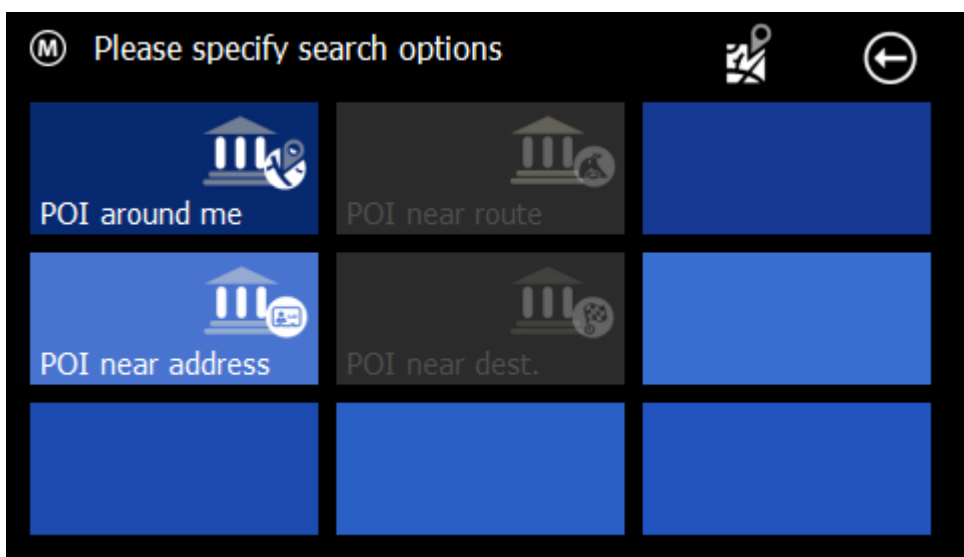 M Please specify search options
POI around me
POI near route
POI near address
POI near dest.